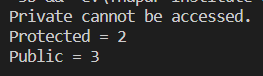 Private cannot be accessed.
Protected = 2
Public = 3